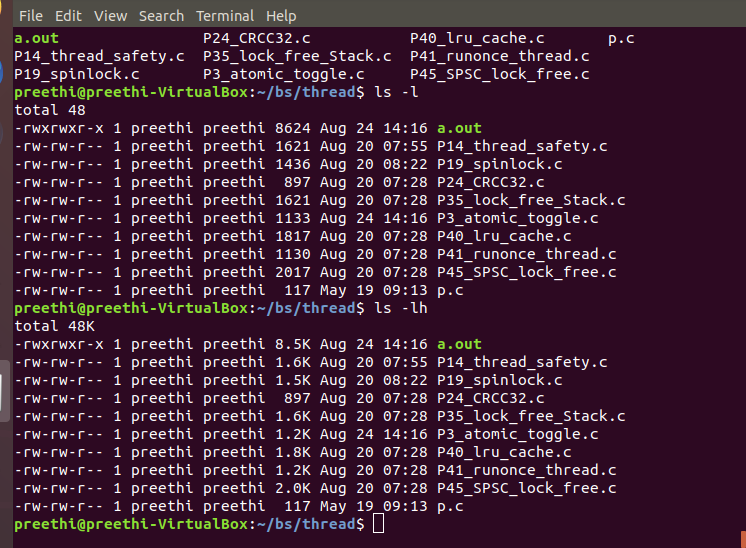 File Edit View Search Terminal Help
a.out P24_CRCC32.c P40_lru_cache.c p.c
P14_thread_safety.c P35_lock_free_Stack.c P41_runonce_thread.c
P19_spinlock.c P3_atomic_toggle.c P45_SPSC_lock_free.c
preethi@preethi-VirtualBox:~/bs/thread$ ls -l
total 48
-rwxrwxr-x 1 preethi preethi 8624 Aug 24 14:16 a.out
-rw-rw-r-- 1 preethi preethi 1621 Aug 20 07:55 P14_thread_safety.c
-rw-rw-r-- 1 preethi preethi 1436 Aug 20 08:22 P19_spinlock.c
-rw-rw-r-- 1 preethi preethi  897 Aug 20 07:28 P24_CRCC32.c
-rw-rw-r-- 1 preethi preethi 1621 Aug 20 07:28 P35_lock_free_Stack.c
-rw-rw-r-- 1 preethi preethi 1133 Aug 24 14:16 P3_atomic_toggle.c
-rw-rw-r-- 1 preethi preethi 1817 Aug 20 07:28 P40_lru_cache.c
-rw-rw-r-- 1 preethi preethi 1130 Aug 20 07:28 P41_runonce_thread.c
-rw-rw-r-- 1 preethi preethi 2017 Aug 20 07:28 P45_SPSC_lock_free.c
-rw-rw-r-- 1 preethi preethi  117 May 19 09:13 p.c
preethi@preethi-VirtualBox:~/bs/thread$ ls -lh
total 48K
-rwxrwxr-x 1 preethi preethi 8.5K Aug 24 14:16 a.out
-rw-rw-r-- 1 preethi preethi 1.6K Aug 20 07:55 P14_thread_safety.c
-rw-rw-r-- 1 preethi preethi 1.5K Aug 20 08:22 P19_spinlock.c
-rw-rw-r-- 1 preethi preethi  897 Aug 20 07:28 P24_CRCC32.c
-rw-rw-r-- 1 preethi preethi 1.6K Aug 20 07:28 P35_lock_free_Stack.c
-rw-rw-r-- 1 preethi preethi 1.2K Aug 24 14:16 P3_atomic_toggle.c
-rw-rw-r-- 1 preethi preethi 1.8K Aug 20 07:28 P40_lru_cache.c
-rw-rw-r-- 1 preethi preethi 1.2K Aug 20 07:28 P41_runonce_thread.c
-rw-rw-r-- 1 preethi preethi 2.0K Aug 20 07:28 P45_SPSC_lock_free.c
-rw-rw-r-- 1 preethi preethi  117 May 19 09:13 p.c
preethi@preethi-VirtualBox:~/bs/thread$